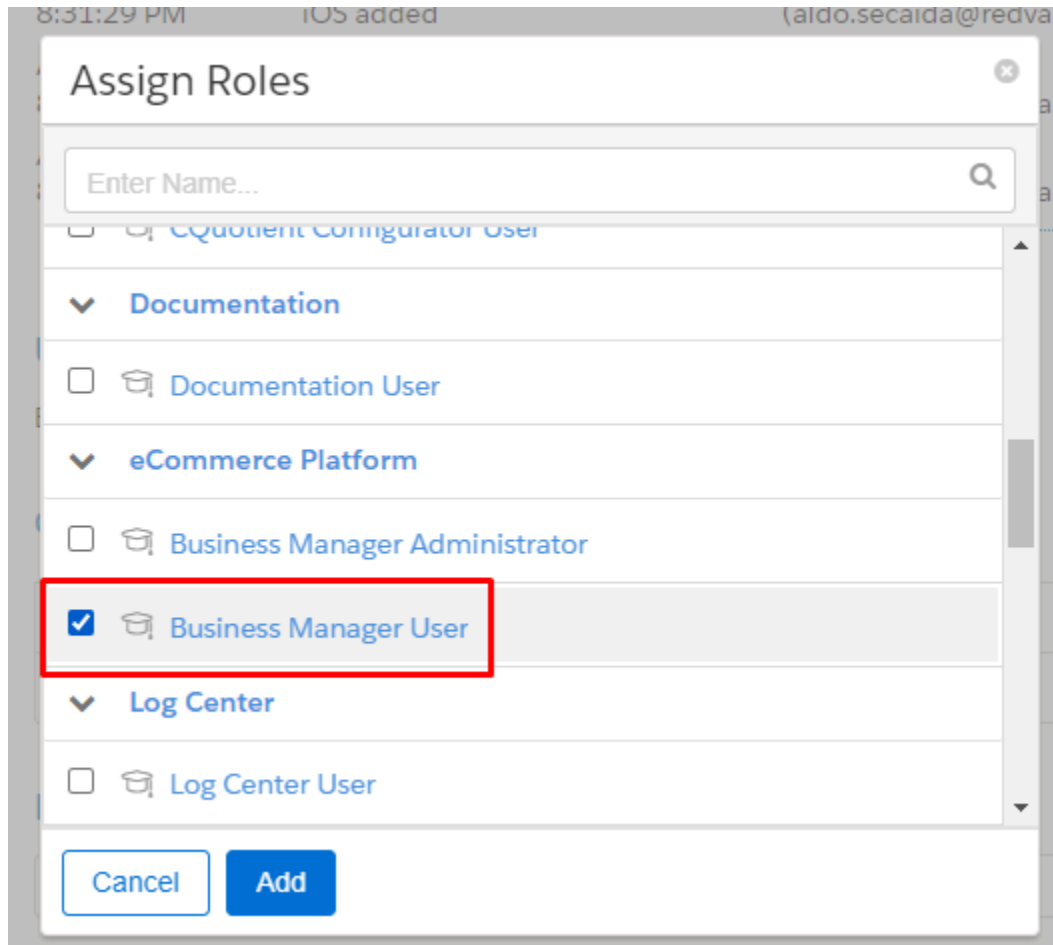 8:31:29 PM iOS added (aldo.secaida@redva
Assign Roles
Enter Name...
CQuotient Configurator User
Documentation
Documentation User
eCommerce Platform
Business Manager Administrator
Business Manager User
Log Center
Log Center User
Cancel Add